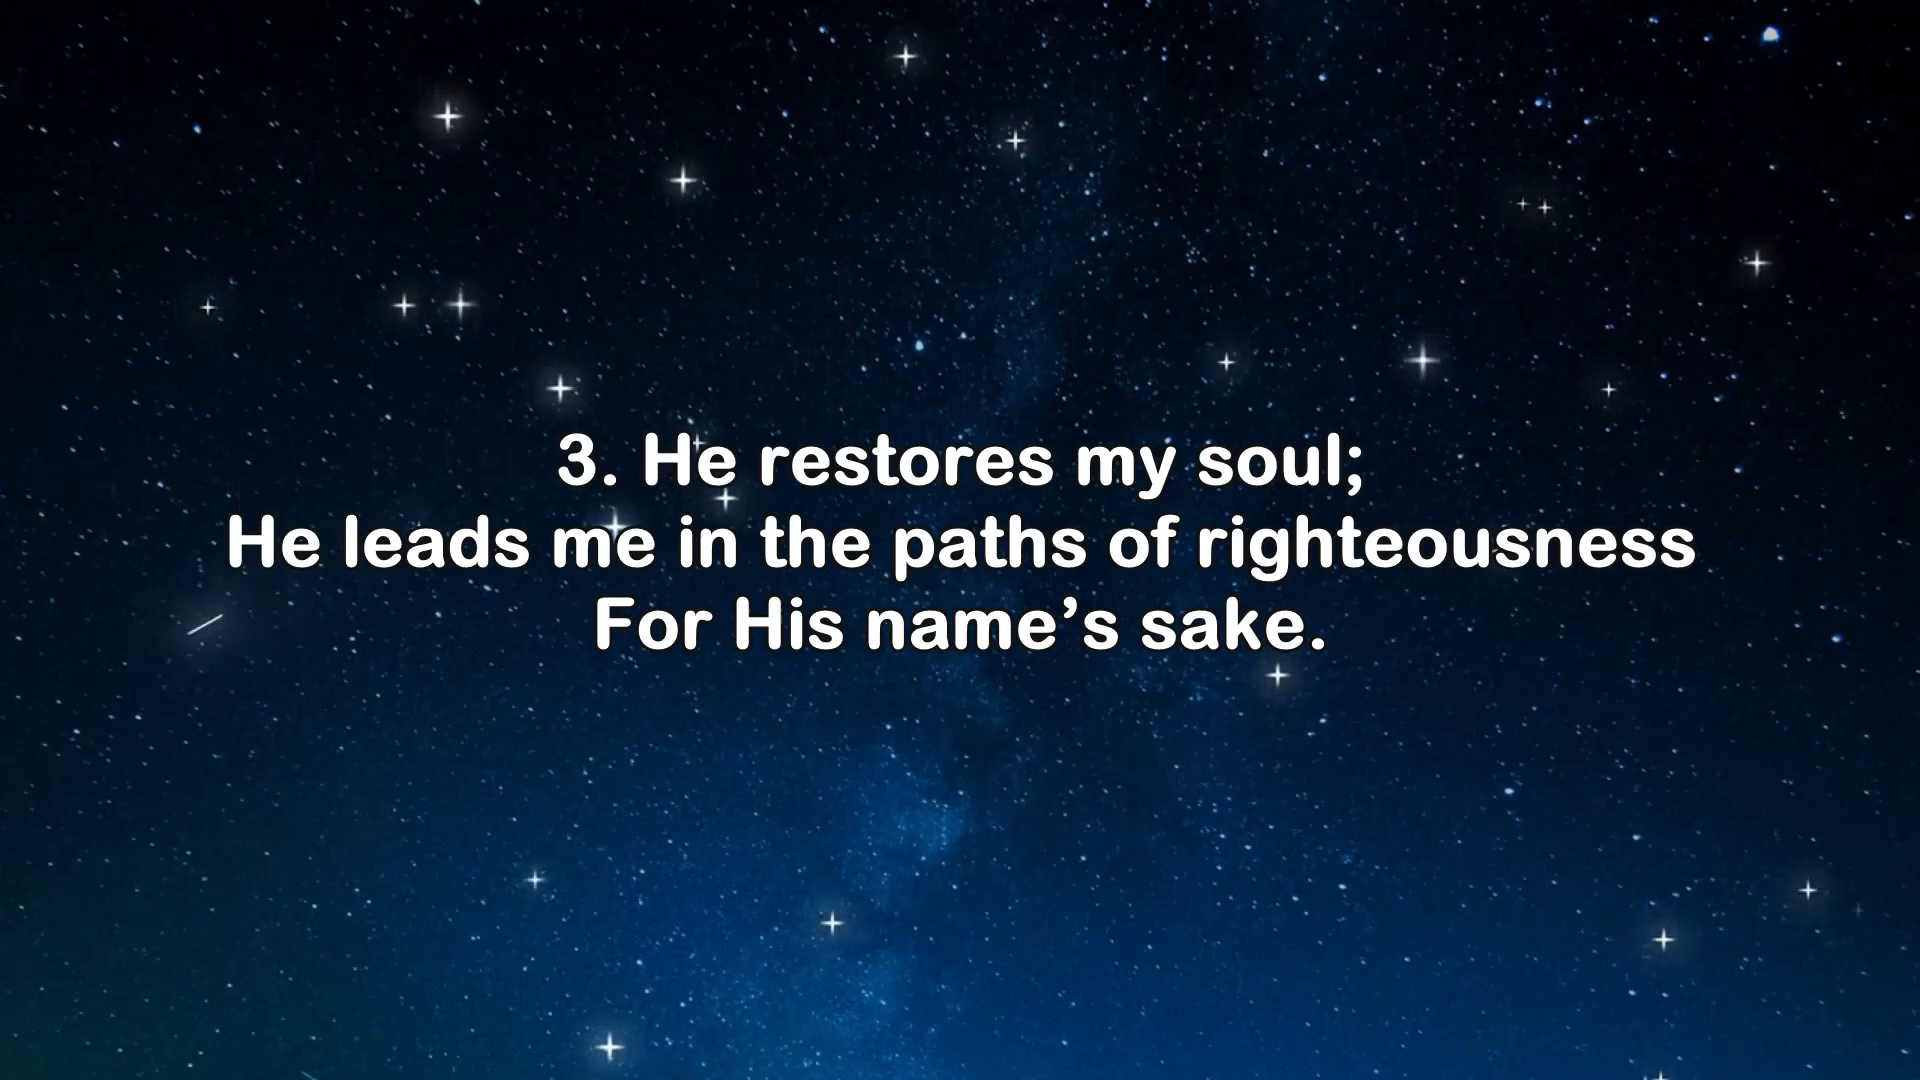 3. He restores my soul;
He leads me in the paths of righteousness
For His name’s sake.